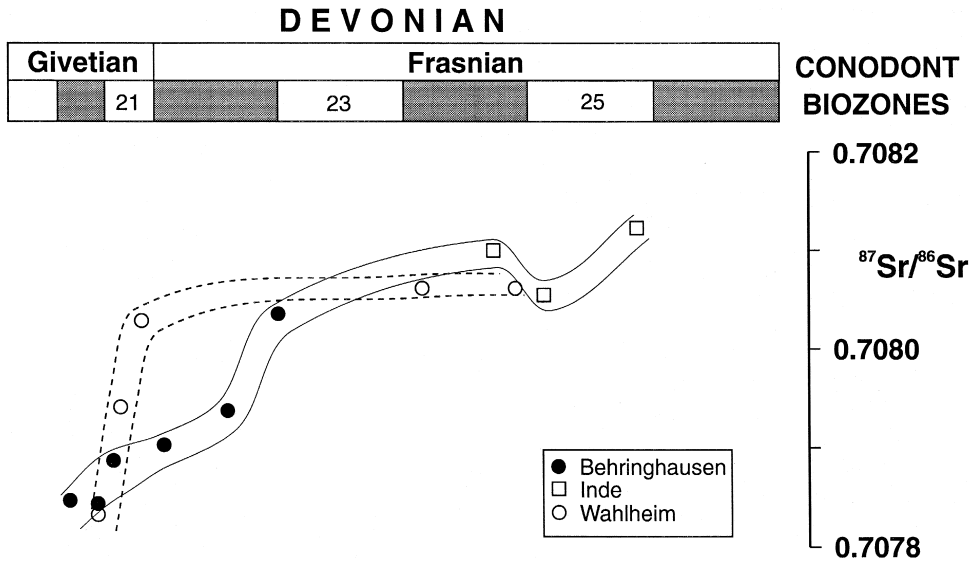 DEVONIAN
Givetian Frasnian
21 23 25
CONODONT
BIOZONES
0.7082
87Sr/86Sr
0.7080
Behringhausen
Inde
Wahlheim
0.7078